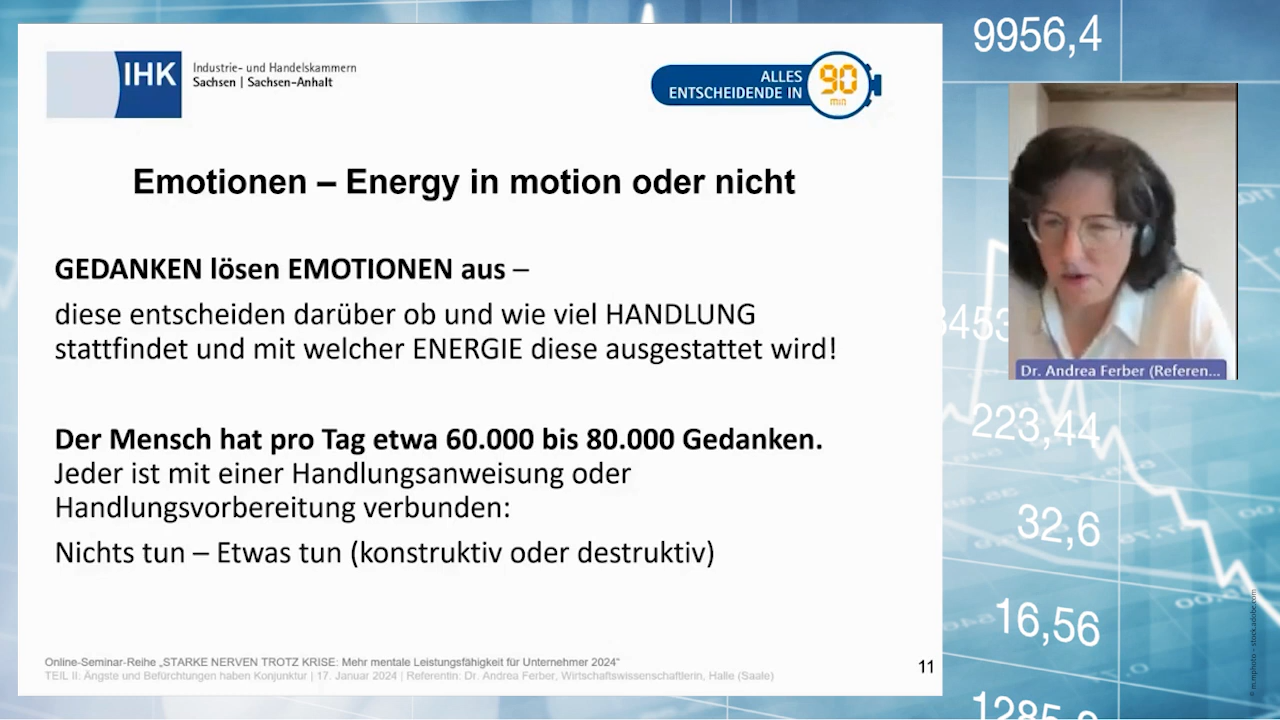 IHK
Industrie- und Handelskammern
Sachsen | Sachsen-Anhalt
ALLES
ENTSCHEIDENDE IN
90
min
Emotionen – Energy in motion oder nicht
GEDANKEN lösen EMOTIONEN aus –
diese entscheiden darüber ob und wie viel HANDLUNG
stattfindet und mit welcher ENERGIE diese ausgestattet wird!
Der Mensch hat pro Tag etwa 60.000 bis 80.000 Gedanken.
Jeder ist mit einer Handlungsanweisung oder
Handlungsvorbereitung verbunden:
Nichts tun – Etwas tun (konstruktiv oder destruktiv)
Online-Seminar-Reihe „STARKE NERVEN TROTZ KRISE: Mehr mentale Leistungsfähigkeit für Unternehmer 2024“
TEIL II: Ängste und Befürchtungen haben Konjunktur | 17. Januar 2024 | Referentin: Dr. Andrea Ferber, Wirtschaftswissenschaftlerin, Halle (Saale)
11
9956,4
Dr. Andrea Ferber (Referen...
223,44
32,6
16,56
© m.mphoto - stock.adobe.com